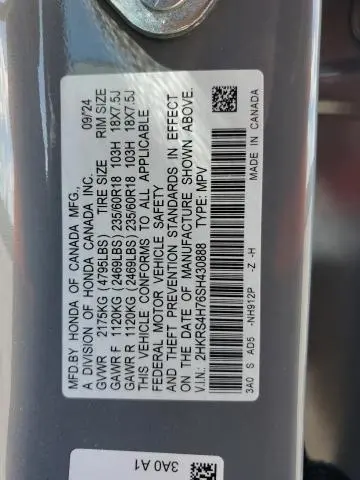 MFD.BY HONDA OF CANADA MFG.,
A DIVISION OF HONDA CANADA INC. 09/24
GVWR 2175KG (4795LBS) TIRE SIZE RIM SIZE
GAWR F 1120KG (2469LBS) 235/60R18 103H 18X7.5J
GAWR R 1120KG (2469LBS) 235/60R18 103H 18X7.5J
THIS VEHICLE CONFORMS TO ALL APPLICABLE
FEDERAL MOTOR VEHICLE SAFETY
AND THEFT PREVENTION STANDARDS IN EFFECT
ON THE DATE OF MANUFACTURE SHOWN ABOVE.
V.I.N.: 2HKRS4H76SH430888 TYPE: MPV
3A0 S AD5 -NH912P -Z -H MADE IN CANADA
3A0 A1